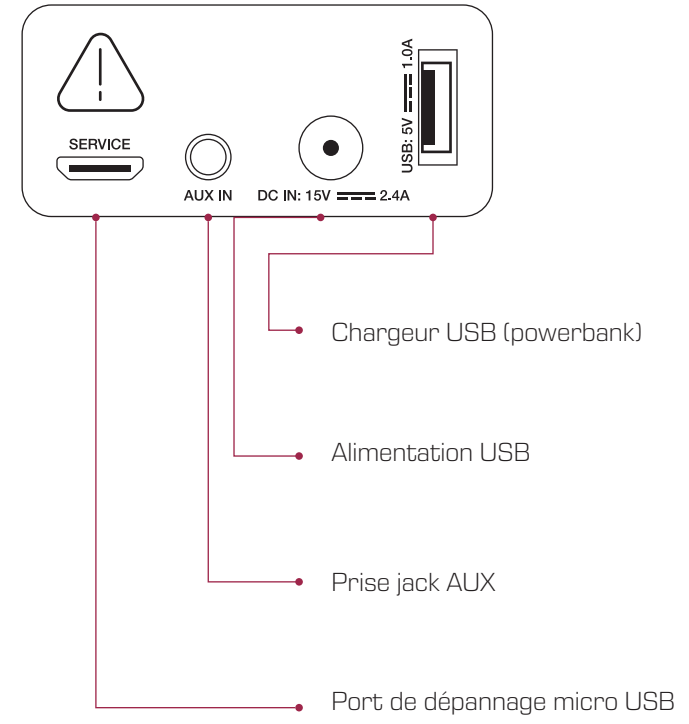 SERVICE
AUX IN
DC IN: 15V 2.4A
USB: 5V 1.0A
Chargeur USB (powerbank)
Alimentation USB
Prise jack AUX
Port de dépannage micro USB